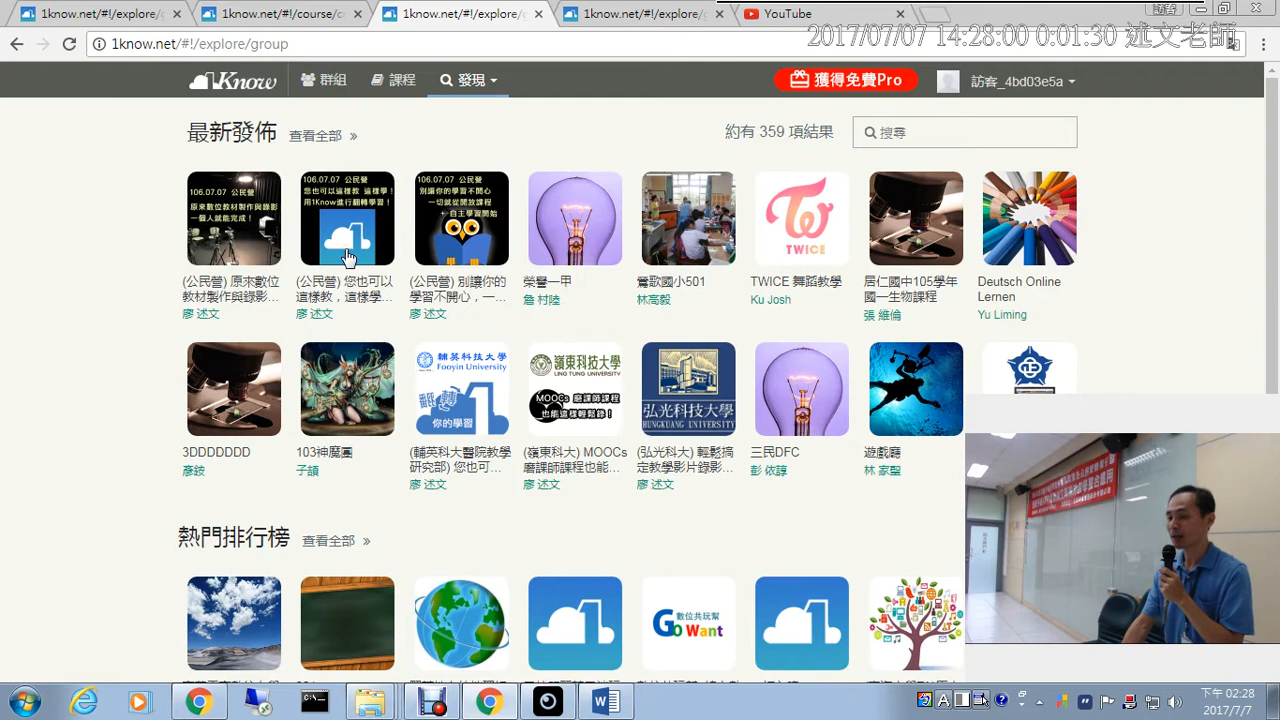 1know.net/#!/explore/g
1know.net/#!/course/c
1know.net/#!/explore/g
1know.net/#!/explore/g
YouTube
訪客
1know.net/#!/explore/group
2017/07/07 14:28:00 0:01:30 述文老師
1Know
群組
課程
發現
獲得免費Pro
訪客_4bd03e5a
最新發佈
查看全部 »
約有 359 項結果
搜尋
106.07.07 公民營
原來數位教材製作與錄影
一個人就能完成!
106.07.07 公民營
您也可以這樣教 這樣學!
用1Know進行翻轉學習!
106.07.07 公民營
別讓你的學習不開心
一切就從開放課程
+ 自主學習開始
TWICE
(公民營) 原來數位
教材製作與錄影...
廖 述文
(公民營) 您也可以
這樣教，這樣學...
廖 述文
(公民營) 別讓你的
學習不開心，一...
廖 述文
榮譽一甲
詹 村陸
鶯歌國小501
林高毅
TWICE 舞蹈教學
Ku Josh
居仁國中105學年
國一生物課程
張 維倫
Deutsch Online
Lernen
Yu Liming
輔英科技大學
Fooyin University
你的學習
嶺東科技大學
LING TUNG UNIVERSITY
MOOCs 磨課師課程
也能這樣輕鬆錄!
弘光科技大學
HUNGKUANG UNIVERSITY
3DDDDDDD
彥銨
103神魔團
子頡
(輔英科大醫院教學
研究部) 您也可...
廖 述文
(嶺東科大) MOOCs
磨課師課程也能...
廖 述文
(弘光科大) 輕鬆搞
定教學影片錄影...
廖 述文
三民DFC
彭 依諄
遊戲廳
林 家聖
熱門排行榜
查看全部 »
數位共玩幫
Go Want
下午 02:28
2017/7/7